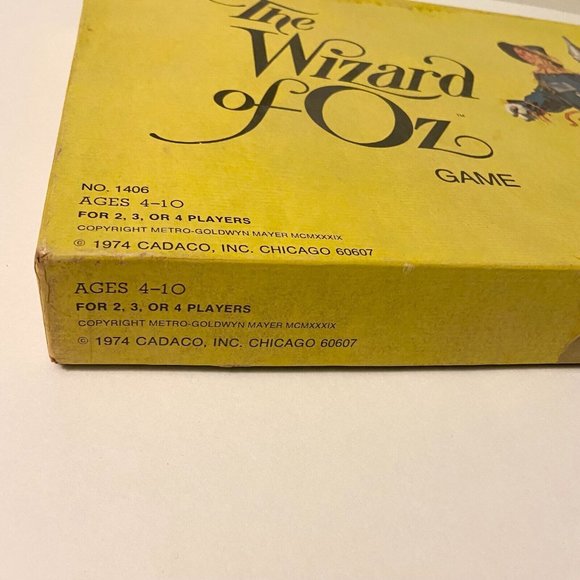 The
Wizard
of Oz™
GAME
NO. 1406
AGES 4-10
FOR 2, 3, OR 4 PLAYERS
COPYRIGHT METRO-GOLDWYN MAYER MCMXXXIX
© 1974 CADACO, INC. CHICAGO 60607
AGES 4-10
FOR 2, 3, OR 4 PLAYERS
COPYRIGHT METRO-GOLDWYN MAYER MCMXXXIX
© 1974 CADACO, INC. CHICAGO 60607